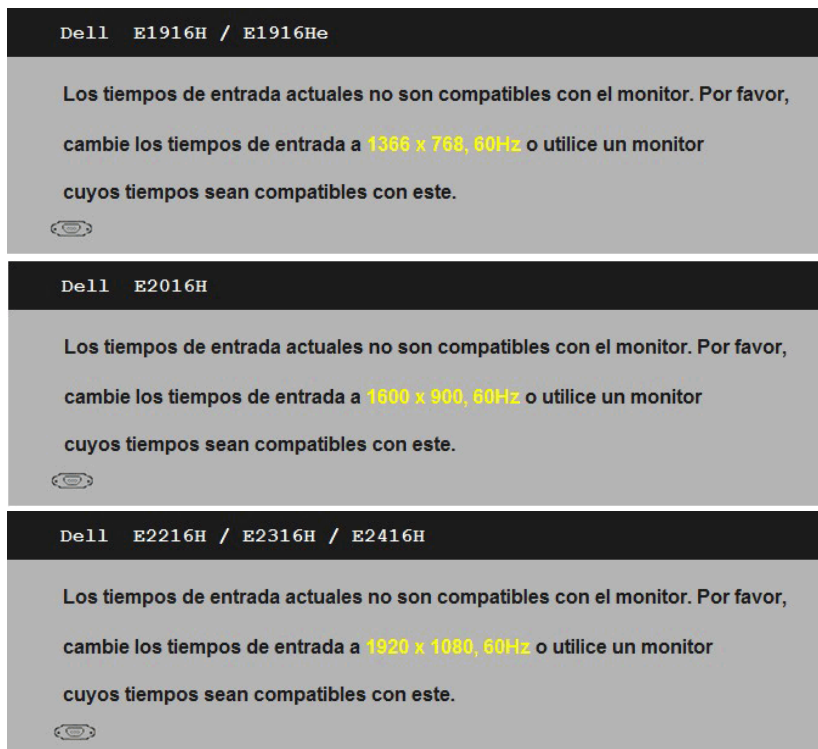 Dell E1916H / E1916He
Los tiempos de entrada actuales no son compatibles con el monitor. Por favor,
cambie los tiempos de entrada a 1366 x 768, 60Hz o utilice un monitor
cuyos tiempos sean compatibles con este.
Dell E2016H
Los tiempos de entrada actuales no son compatibles con el monitor. Por favor,
cambie los tiempos de entrada a 1600 x 900, 60Hz o utilice un monitor
cuyos tiempos sean compatibles con este.
Dell E2216H / E2316H / E2416H
Los tiempos de entrada actuales no son compatibles con el monitor. Por favor,
cambie los tiempos de entrada a 1920 x 1080, 60Hz o utilice un monitor
cuyos tiempos sean compatibles con este.